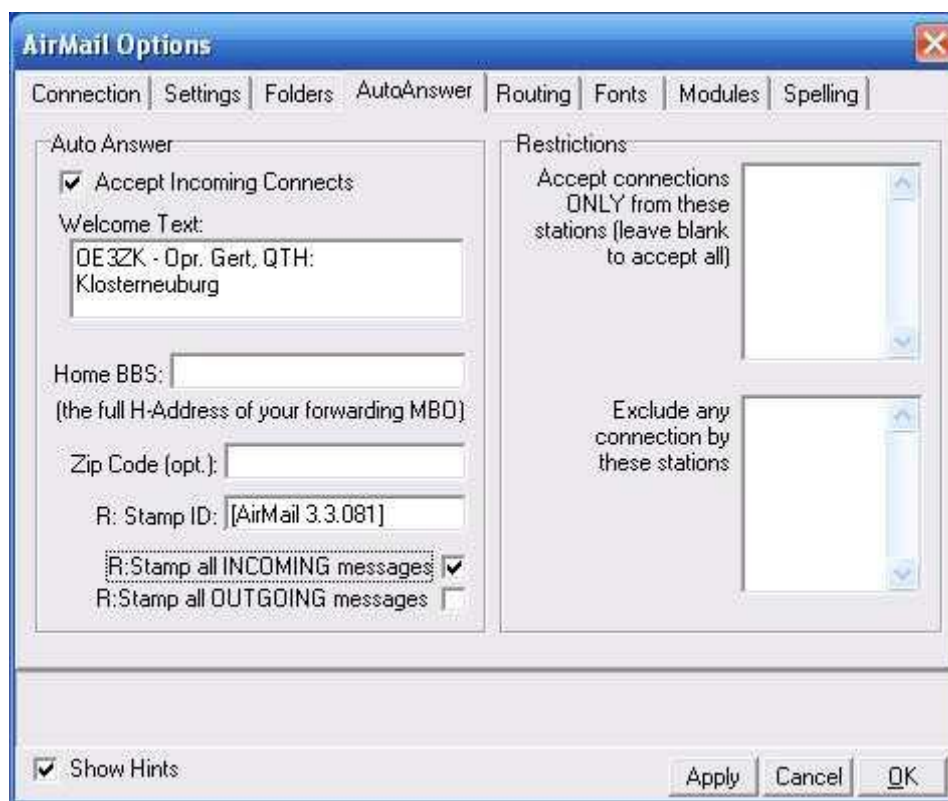 AirMail Options
Connection Settings Folders AutoAnswer Routing Fonts Modules Spelling
Auto Answer
Accept Incoming Connects
Welcome Text:
OE3ZK - Opr. Gert, QTH:
Klosterneuburg
Home BBS:
(the full H-Address of your forwarding MBO)
Zip Code (opt.):
R: Stamp ID: [AirMail 3.3.081]
R:Stamp all INCOMING messages
R:Stamp all OUTGOING messages
Restrictions
Accept connections
ONLY from these
stations (leave blank
to accept all)
Exclude any
connection by
these stations
Show Hints
Apply Cancel OK